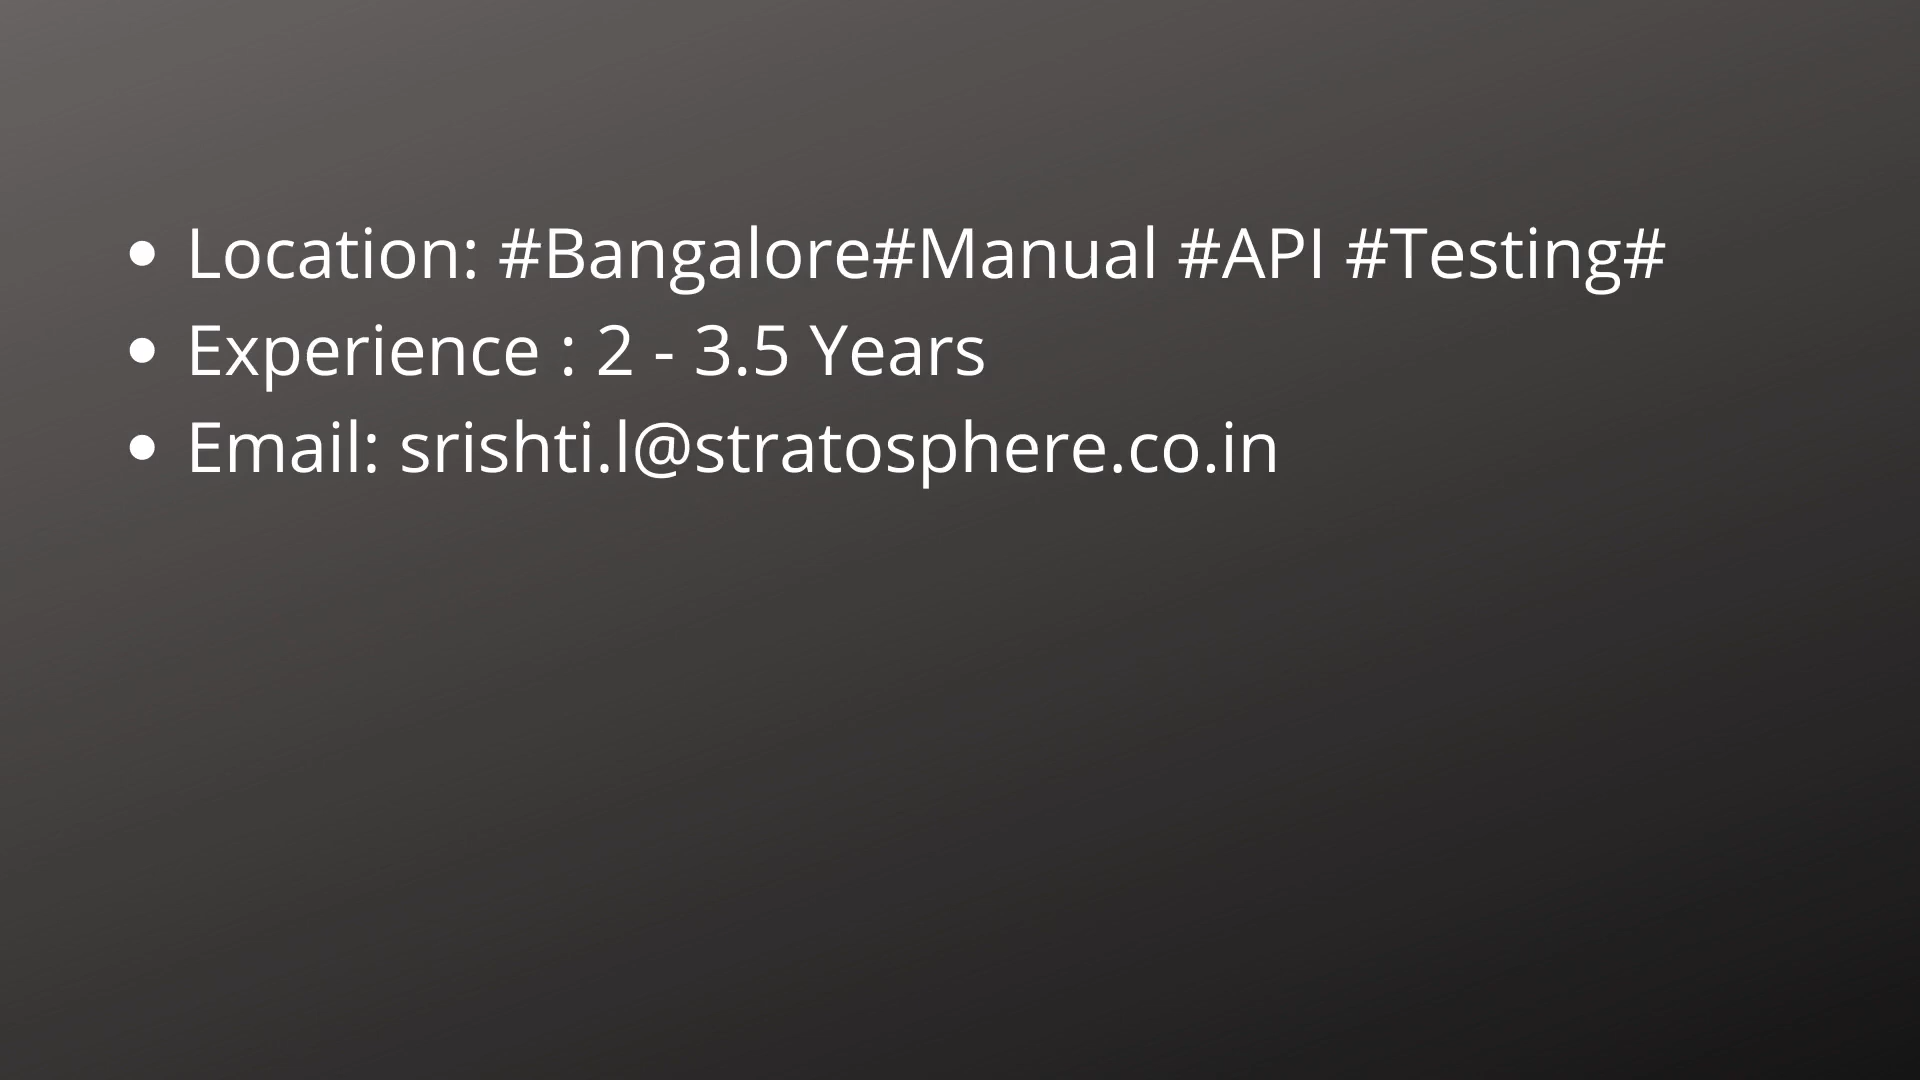 • Location: #Bangalore#Manual #API #Testing#
• Experience : 2 - 3.5 Years
• Email: srishti.l@stratosphere.co.in